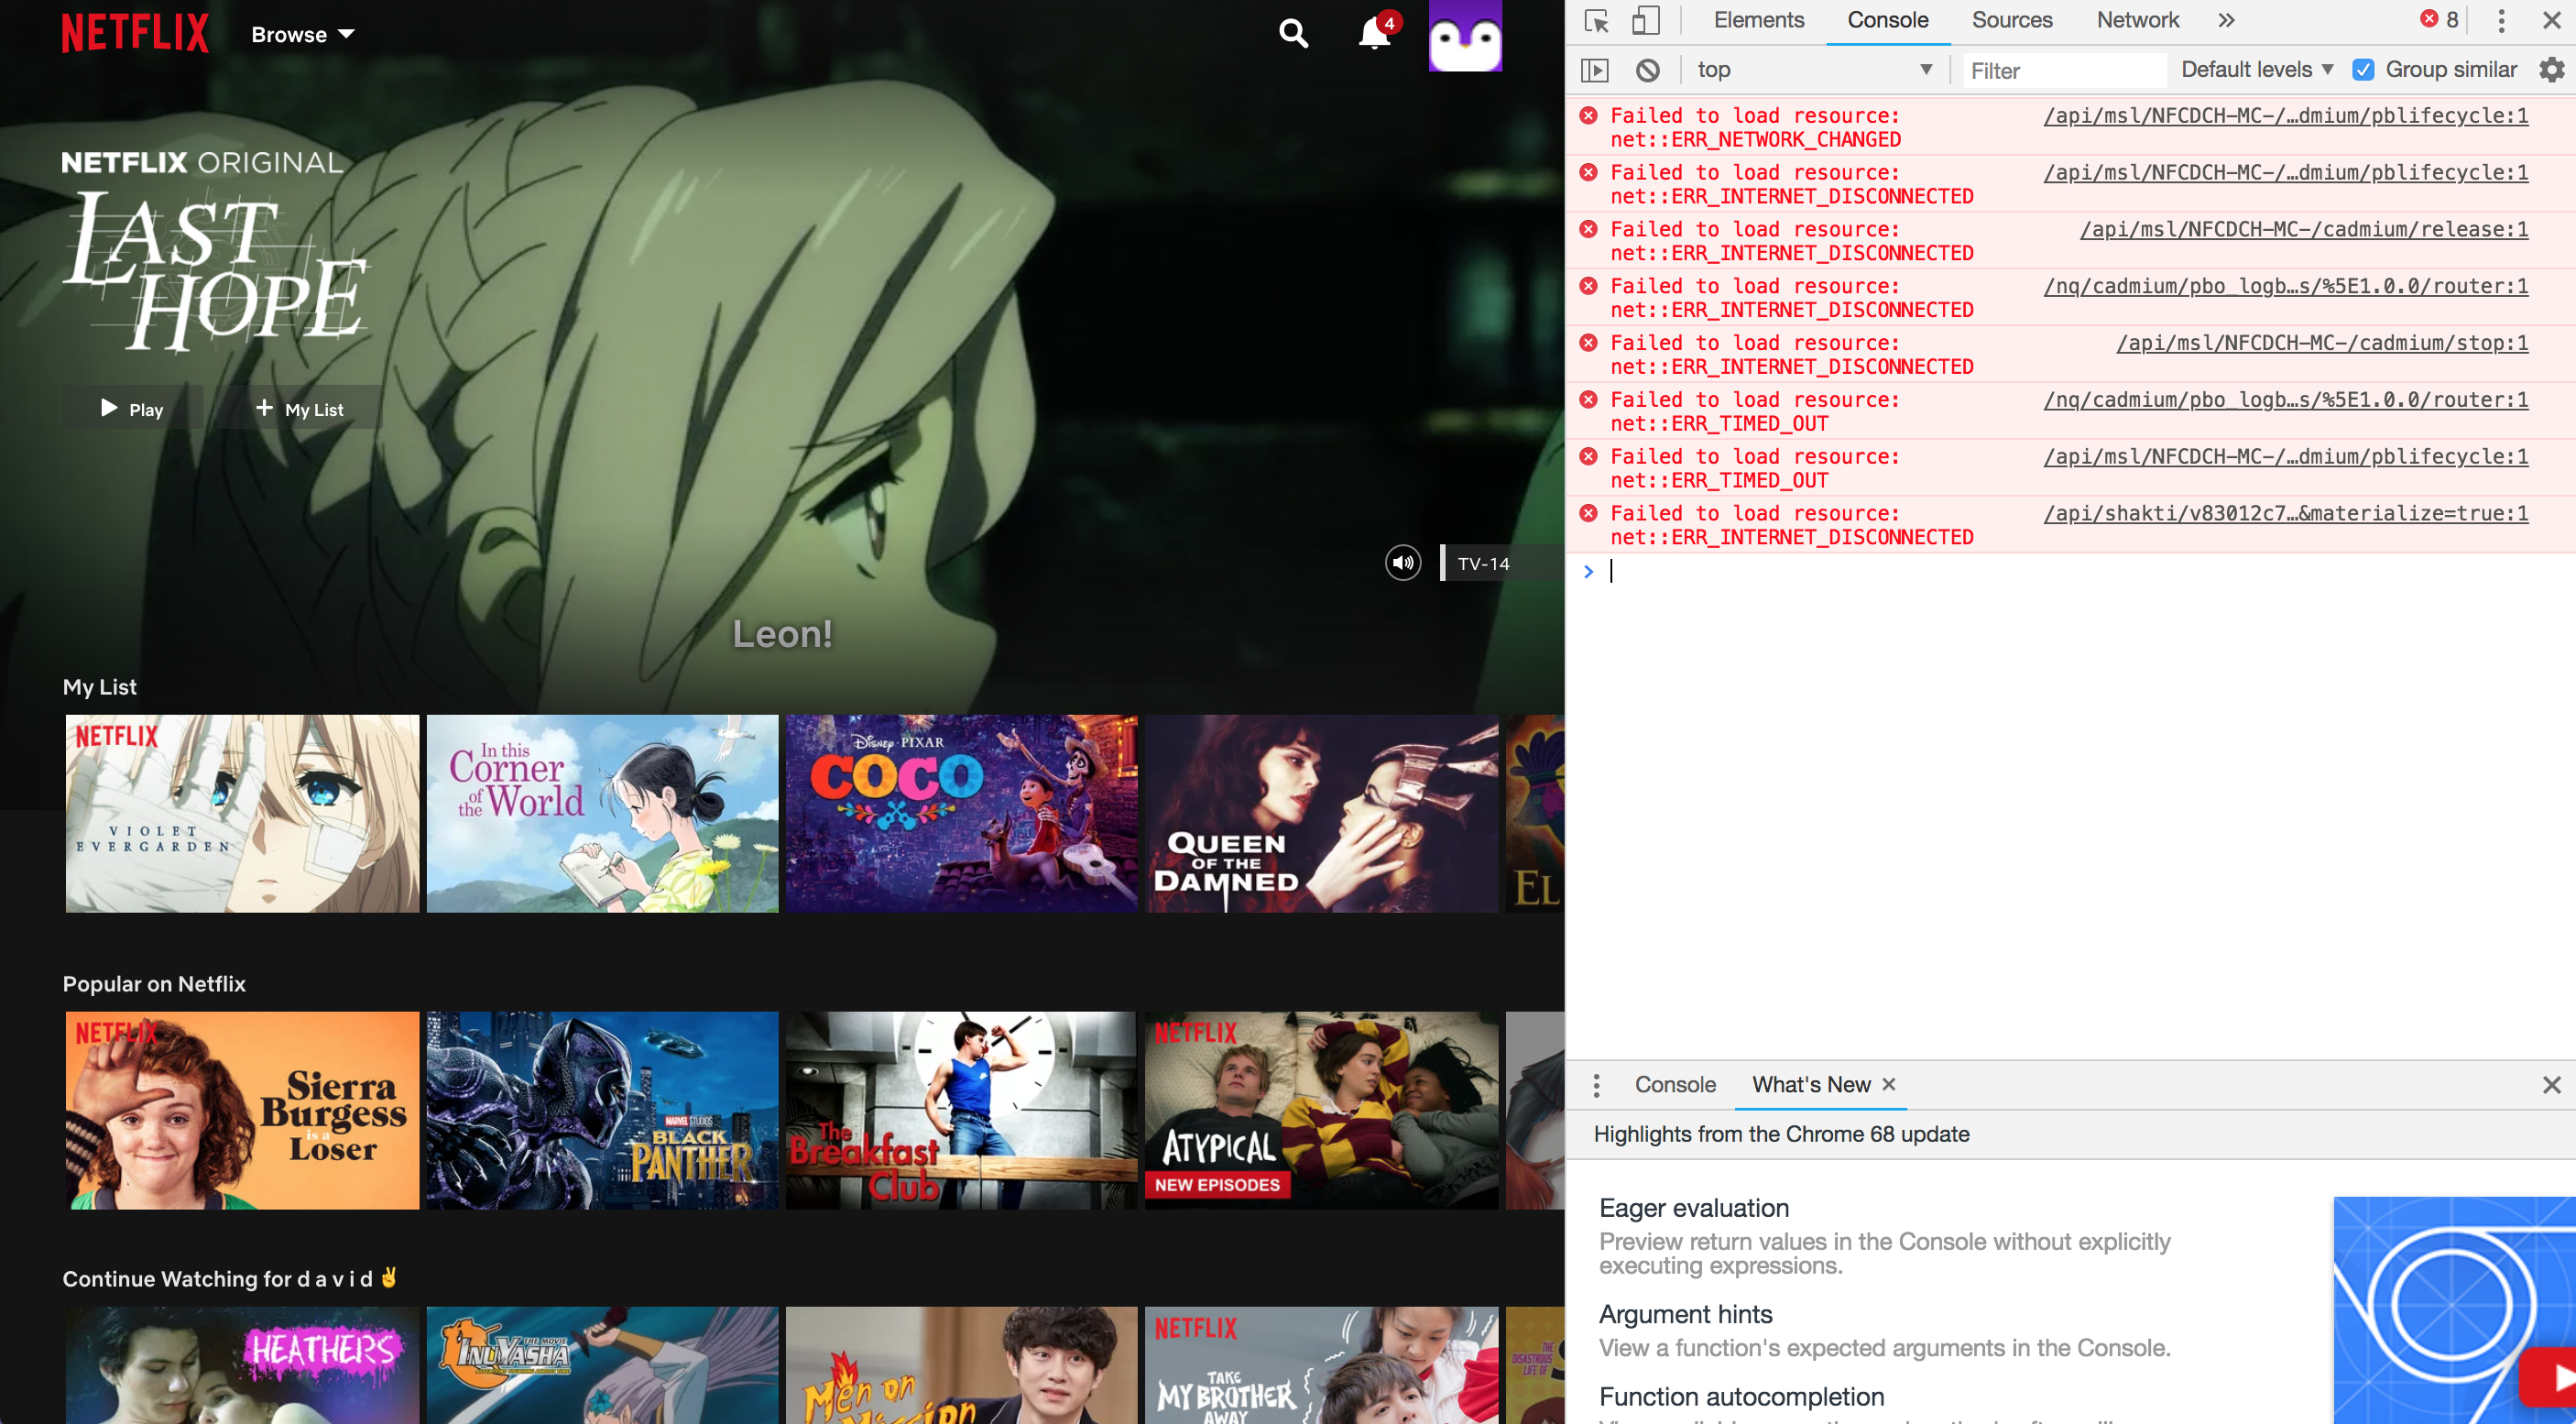 NETFLIX
Browse
4
NETFLIX ORIGINAL
LAST
HOPE
Play
My List
TV-14
Leon!
My List
NETFLIX
VIOLET
EVERGARDEN
In this
Corner
of
the World
DISNEY·PIXAR
COCO
QUEEN
OF THE
DAMNED
EL
Popular on Netflix
NETFLIX
Sierra
Burgess
is a
Loser
MARVEL STUDIOS
BLACK
PANTHER
The
Breakfast
Club
NETFLIX
ATYPICAL
NEW EPISODES
Continue Watching for d a v i d ✌
HEATHERS
INUYASHA
THE MOVIE
Men on
Mission
NETFLIX
TAKE
MY BROTHER
AWAY
THE
DISASTROUS
LIFE OF
Elements
Console
Sources
Network
8
top
Filter
Default levels
Group similar
Failed to load resource: /api/msl/NFCDCH-MC-/…dmium/pblifecycle:1
net::ERR_NETWORK_CHANGED
Failed to load resource: /api/msl/NFCDCH-MC-/…dmium/pblifecycle:1
net::ERR_INTERNET_DISCONNECTED
Failed to load resource: /api/msl/NFCDCH-MC-/cadmium/release:1
net::ERR_INTERNET_DISCONNECTED
Failed to load resource: /nq/cadmium/pbo_logb…s/%5E1.0.0/router:1
net::ERR_INTERNET_DISCONNECTED
Failed to load resource: /api/msl/NFCDCH-MC-/cadmium/stop:1
net::ERR_INTERNET_DISCONNECTED
Failed to load resource: /nq/cadmium/pbo_logb…s/%5E1.0.0/router:1
net::ERR_TIMED_OUT
Failed to load resource: /api/msl/NFCDCH-MC-/…dmium/pblifecycle:1
net::ERR_TIMED_OUT
Failed to load resource: /api/shakti/v83012c7…&materialize=true:1
net::ERR_INTERNET_DISCONNECTED
Console
What's New
Highlights from the Chrome 68 update
Eager evaluation
Preview return values in the Console without explicitly
executing expressions.
Argument hints
View a function's expected arguments in the Console.
Function autocompletion